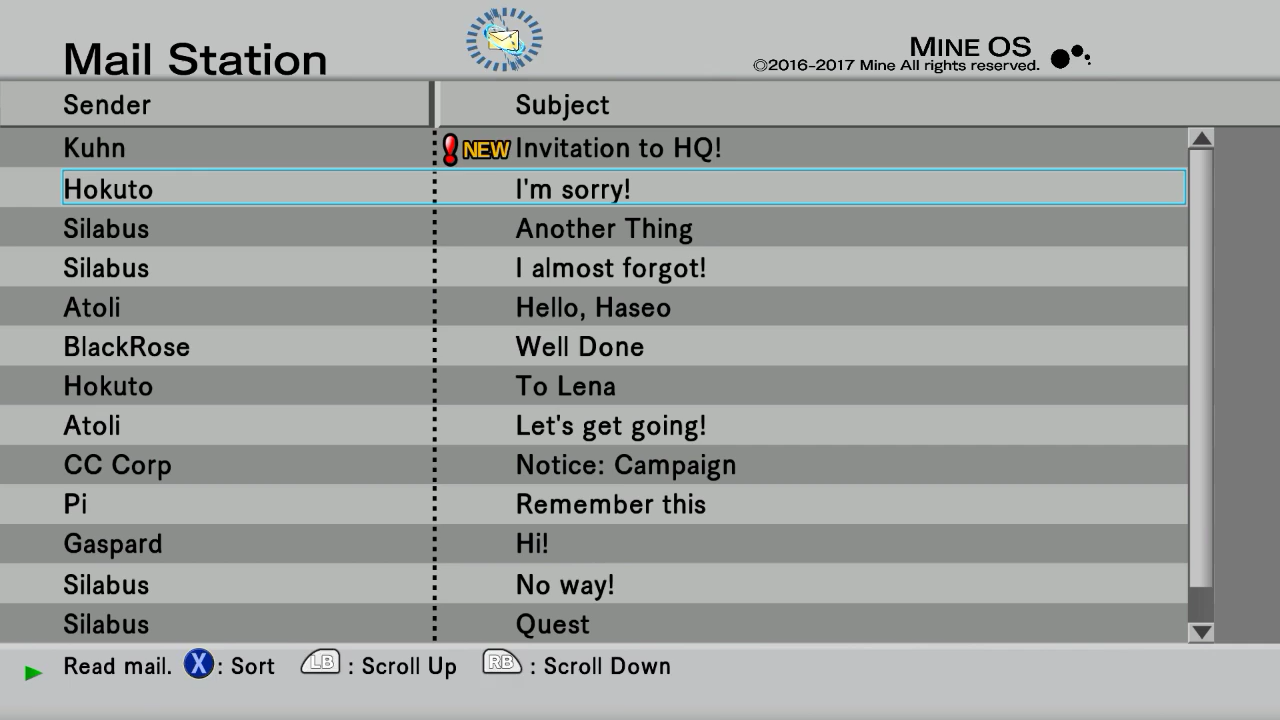 Mail Station
MINE OS
©2016-2017 Mine All rights reserved.
Sender Subject
Kuhn NEW Invitation to HQ!
Hokuto I'm sorry!
Silabus Another Thing
Silabus I almost forgot!
Atoli Hello, Haseo
BlackRose Well Done
Hokuto To Lena
Atoli Let's get going!
CC Corp Notice: Campaign
Pi Remember this
Gaspard Hi!
Silabus No way!
Silabus Quest
Read mail. X : Sort LB : Scroll Up RB : Scroll Down